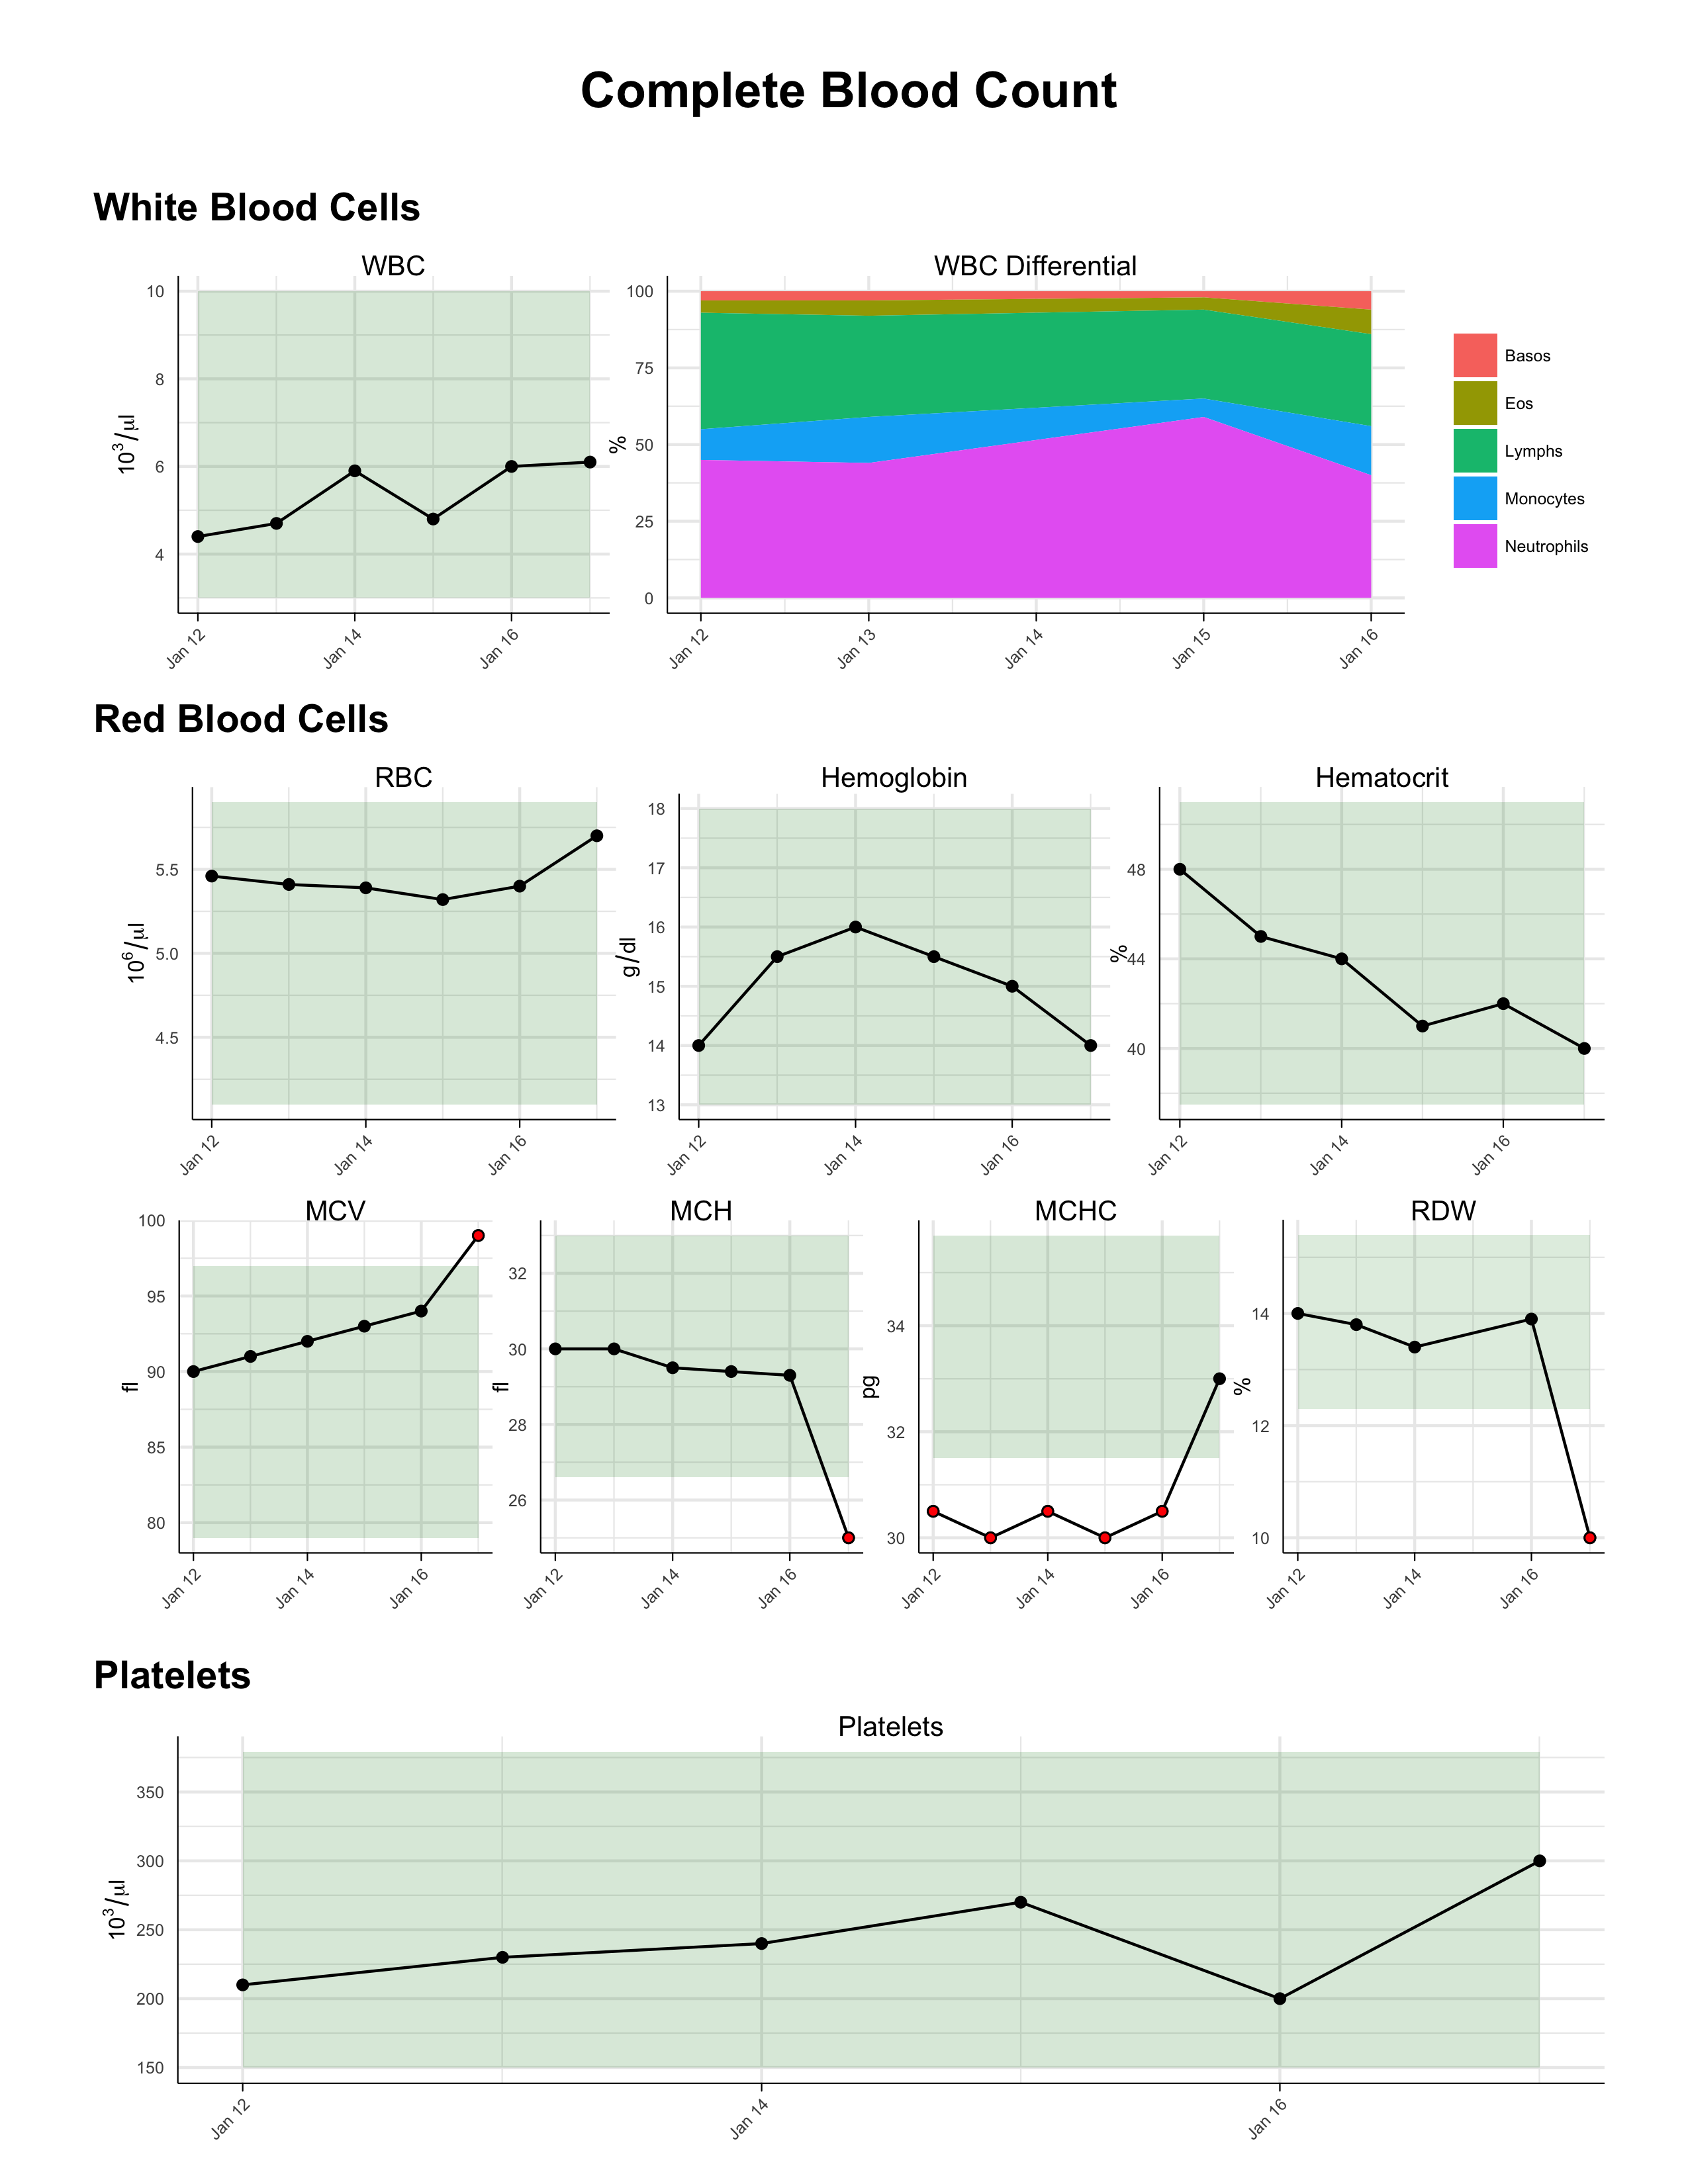 Complete Blood Count
White Blood Cells
WBC
10
8
6
4
10³/µl
Jan 12
Jan 14
Jan 16
WBC Differential
100
75
50
25
0
%
Jan 12
Jan 13
Jan 14
Jan 15
Jan 16
Basos
Eos
Lymphs
Monocytes
Neutrophils
Red Blood Cells
RBC
5.5
5.0
4.5
10⁶/µl
Jan 12
Jan 14
Jan 16
Hemoglobin
18
17
16
15
14
13
g/dl
Jan 12
Jan 14
Jan 16
Hematocrit
48
44
40
%
Jan 12
Jan 14
Jan 16
MCV
100
95
90
85
80
fl
Jan 12
Jan 14
Jan 16
MCH
32
30
28
26
fl
Jan 12
Jan 14
Jan 16
MCHC
34
32
30
pg
Jan 12
Jan 14
Jan 16
RDW
14
12
10
%
Jan 12
Jan 14
Jan 16
Platelets
Platelets
350
300
250
200
150
10³/µl
Jan 12
Jan 14
Jan 16